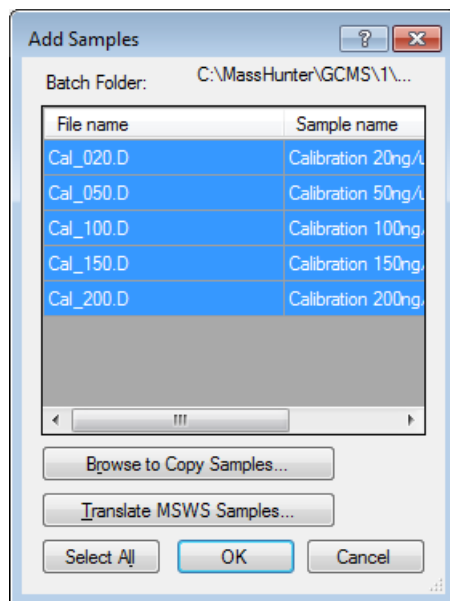 Add Samples
Batch Folder: C:\MassHunter\GCMS\1\...
File name Sample name
Cal_020.D Calibration 20ng/u
Cal_050.D Calibration 50ng/u
Cal_100.D Calibration 100ng/
Cal_150.D Calibration 150ng/
Cal_200.D Calibration 200ng/
Browse to Copy Samples...
Translate MSWS Samples...
Select All OK Cancel